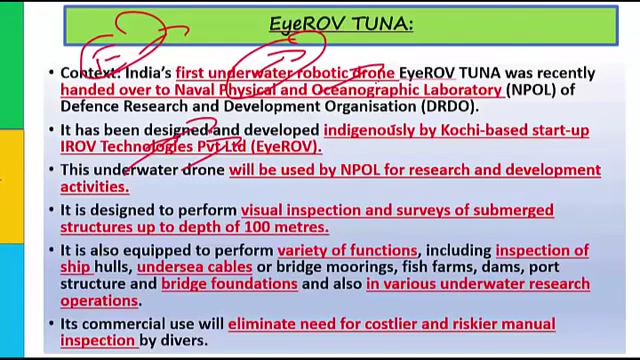 EyeROV TUNA:
• Context: India's first underwater robotic drone EyeROV TUNA was recently
handed over to Naval Physical and Oceanographic Laboratory (NPOL) of
Defence Research and Development Organisation (DRDO).
• It has been designed and developed indigenously by Kochi-based start-up
IROV Technologies Pvt Ltd (EyeROV).
• This underwater drone will be used by NPOL for research and development
activities.
• It is designed to perform visual inspection and surveys of submerged
structures up to depth of 100 metres.
• It is also equipped to perform variety of functions, including inspection of
ship hulls, undersea cables or bridge moorings, fish farms, dams, port
structure and bridge foundations and also in various underwater research
operations.
• Its commercial use will eliminate need for costlier and riskier manual
inspection by divers.